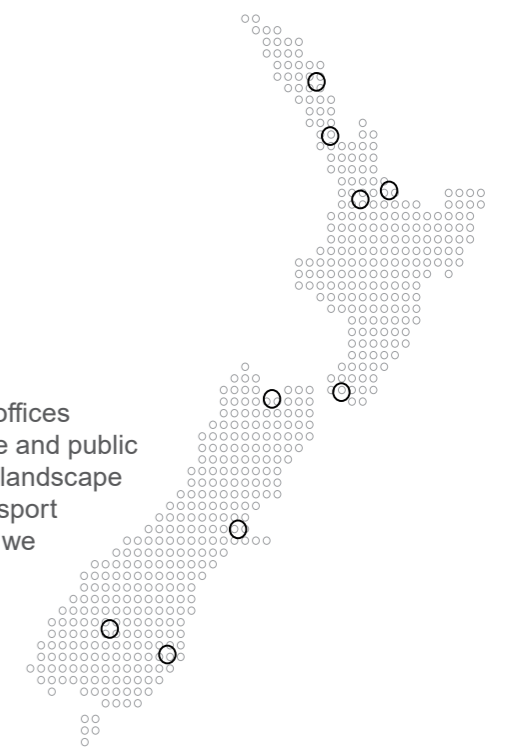 offices
e and public
landscape
sport
we